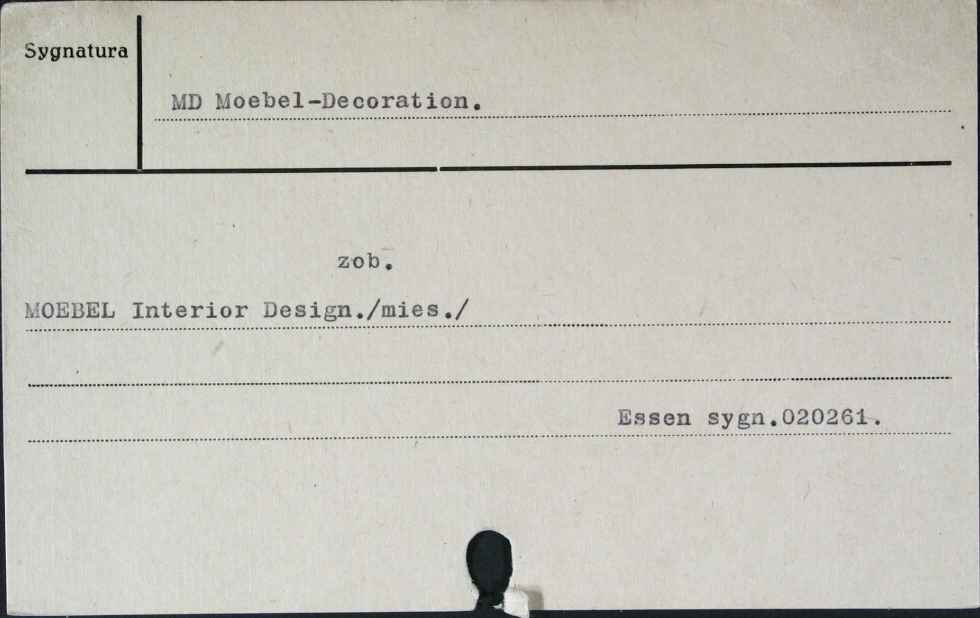 Sygnatura
MD Moebel-Decoration.
zob.
MOEBEL Interior Design./mies./
Essen sygn.020261.